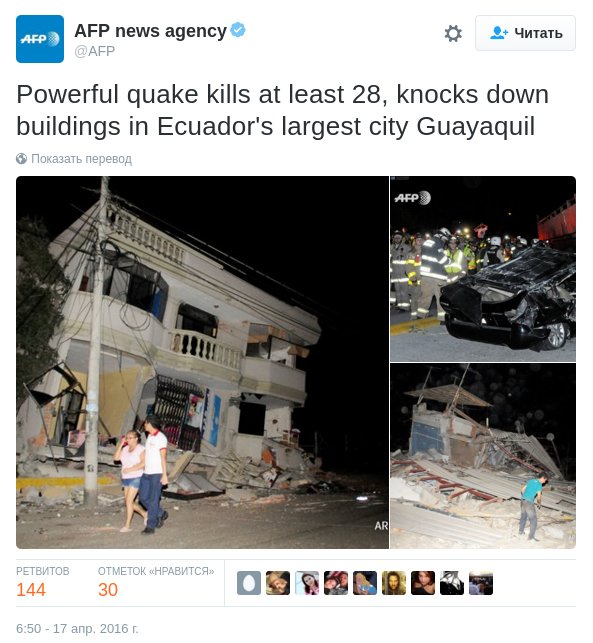 AFP
AFP news agency
@AFP
Читать
Powerful quake kills at least 28, knocks down
buildings in Ecuador's largest city Guayaquil
Показать перевод
AFP
AR
РЕТВИТОВ
ОТМЕТОК «НРАВИТСЯ»
144
30
6:50 - 17 апр. 2016 г.